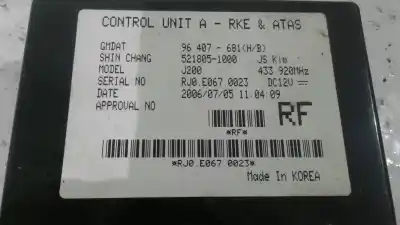 CONTROL UNIT A - RKE & ATAS
GMDAT 96 407 - 681(H/B)
SHIN CHANG 521805-1000 JS Kim
MODEL J200 433 920MHz
SERIAL NO RJ0.E067 0023 DC12V
DATE 2006/07/05 11 04 09
APPROVAL NO
RF
*RF*
*RJ0.E067 0023*
Made In KOREA